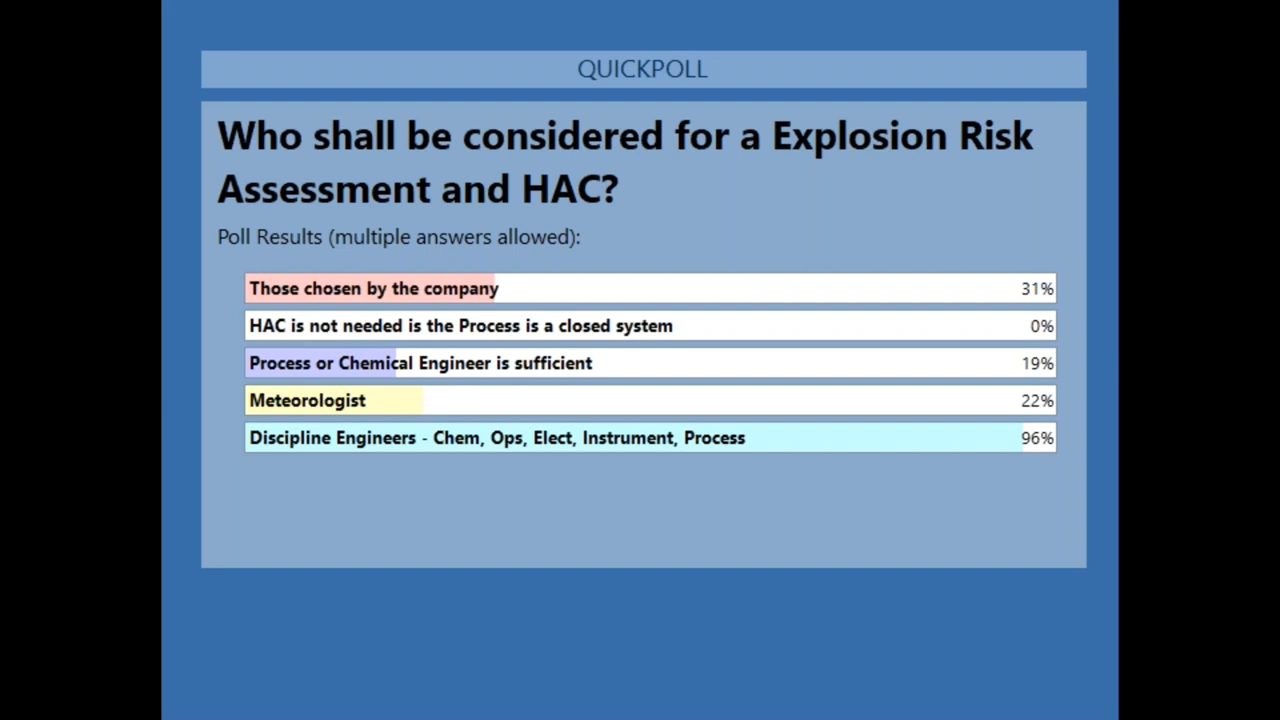 QUICKPOLL
Who shall be considered for a Explosion Risk
Assessment and HAC?
Poll Results (multiple answers allowed):
Those chosen by the company 31%
HAC is not needed is the Process is a closed system 0%
Process or Chemical Engineer is sufficient 19%
Meteorologist 22%
Discipline Engineers - Chem, Ops, Elect, Instrument, Process 96%